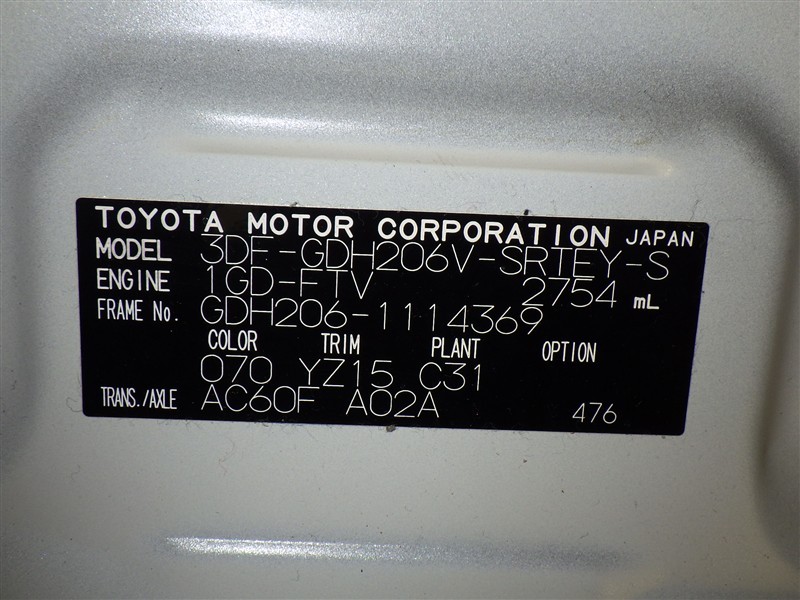 TOYOTA MOTOR CORPORATION JAPAN
MODEL 3DF-GDH206V-SRTEY-S
ENGINE 1GD-FTV 2754 mL
FRAME No. GDH206-1114369
COLOR TRIM PLANT OPTION
070 YZ15 C31
TRANS./AXLE AC60F A02A 476